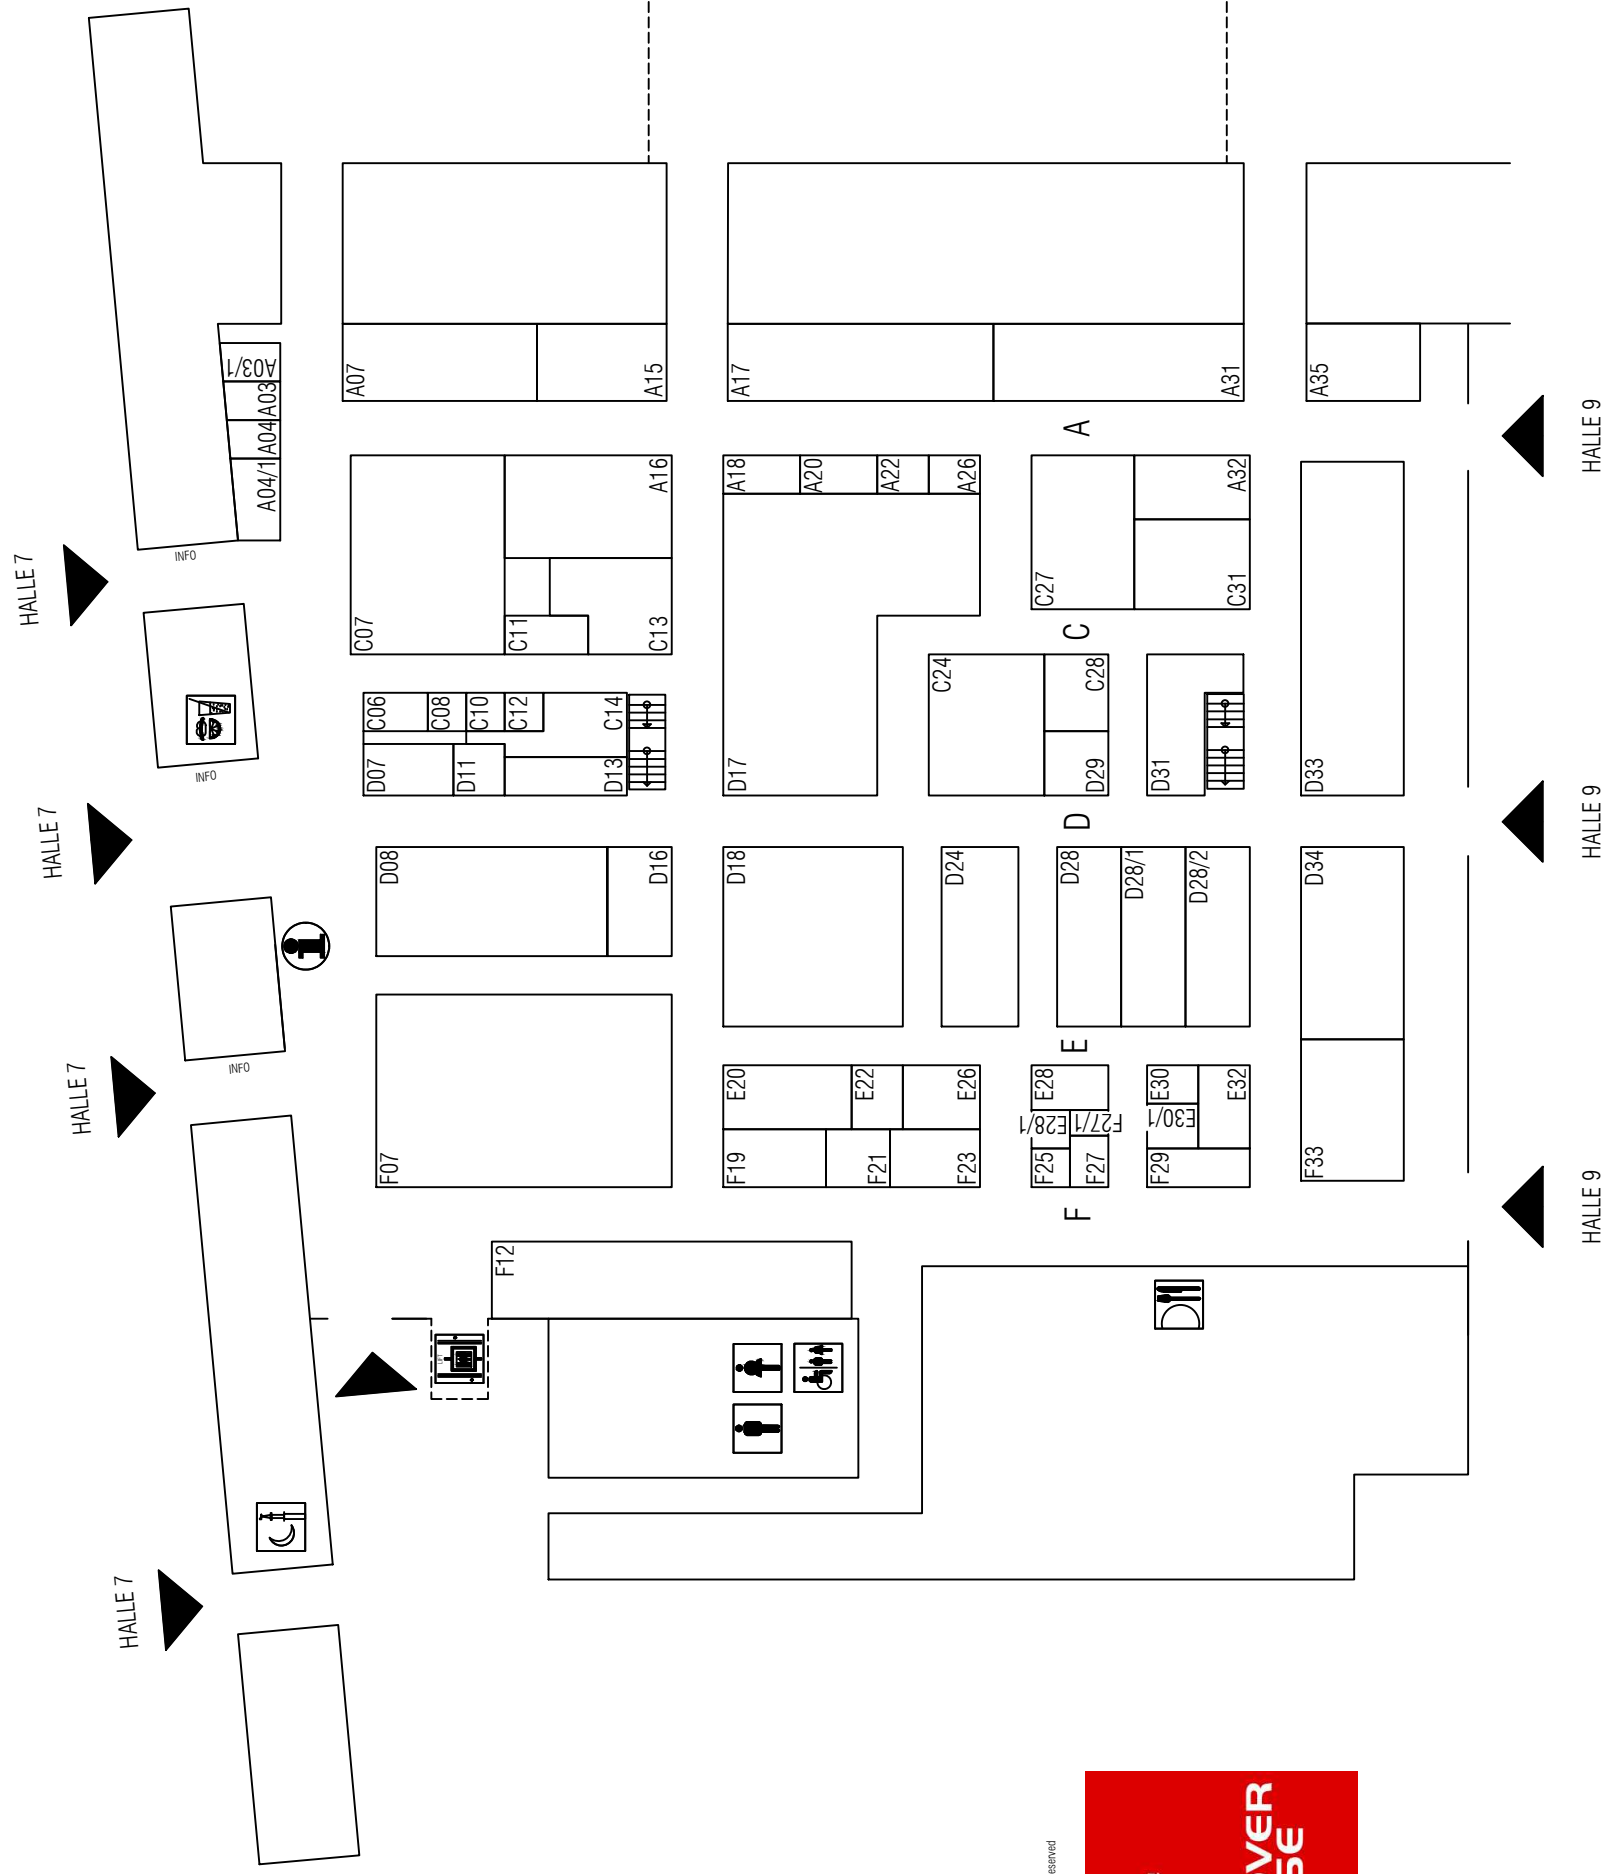 HALLE 7
HALLE 7
HALLE 7
HALLE 7
INFO
INFO
INFO
A03/1
A03
A04
A04/1
A07
A15
A17
A31
A35
A
HALLE 9
C07
A16
C11
C13
A18
A20
A22
A26
C27
A32
C31
C
C06
C08
C10
C12
C14
D07
D11
D13
D17
C24
C28
D29
D31
D33
D
HALLE 9
D08
D16
D18
D24
D28
D28/1
D28/2
D34
E
F07
E20
E22
E26
F19
F21
F23
E28
E28/1
F27/1
F25
F27
E30
E30/1
E32
F29
F33
F
HALLE 9
F12
LIFT
eserved
VER
SE